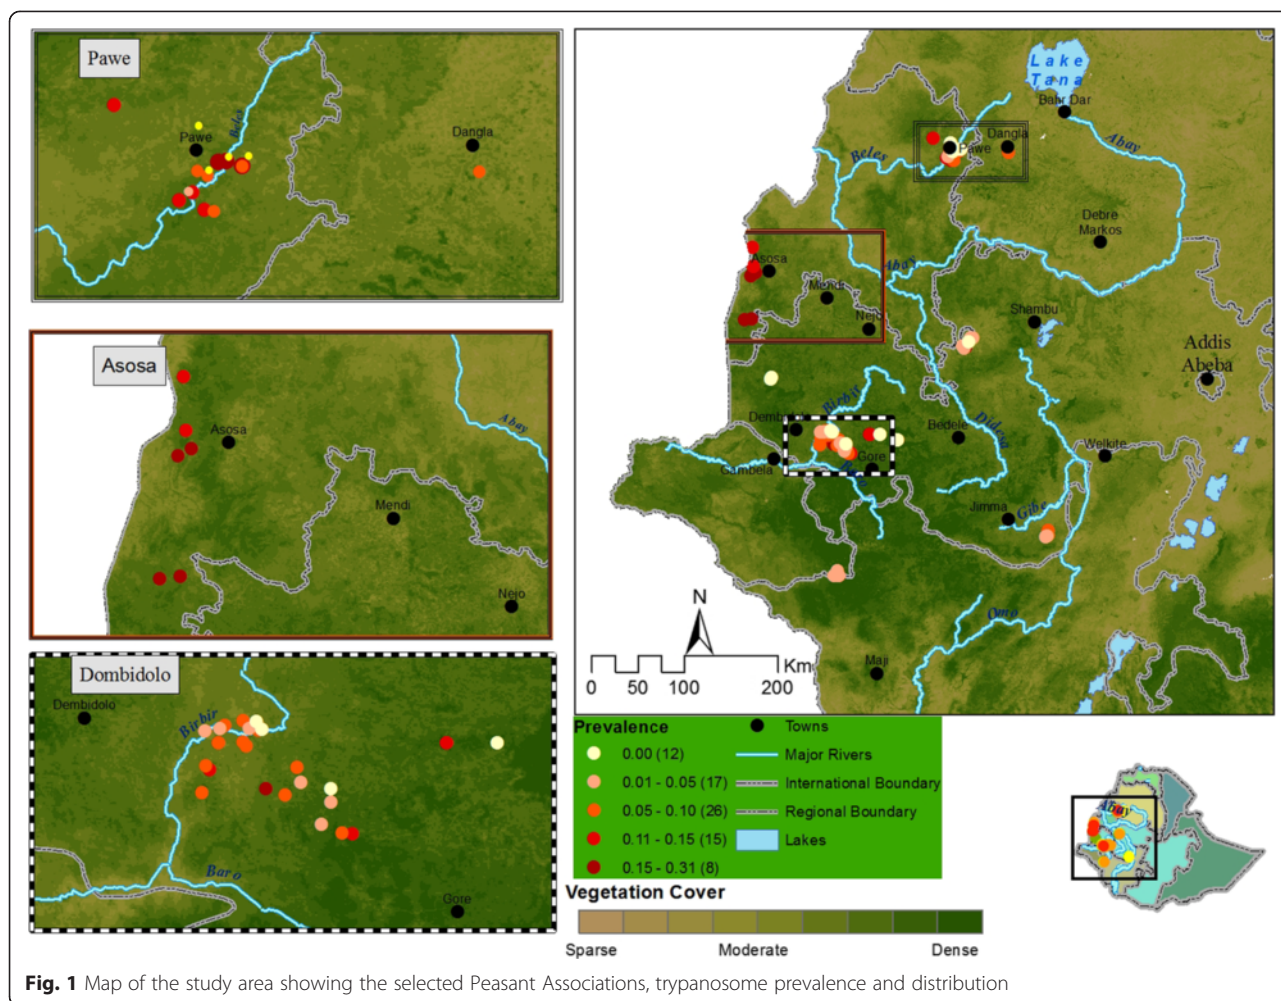 Pawe
Pawe
Beles
Dangla
Asosa
Asosa
Abay
Mendi
Nejo
Dombidolo
Dembidolo
Birbir
Baro
Gore
Lake
Tana
Bahr Dar
Abay
Dangla
Pawe
Beles
Debre
Markos
Asosa
Abay
Mendi
Nejo
Shambu
Addis
Abeba
Birbir
Didesa
Bedele
Welkite
Gambela
Gore
Jimma
Gibe
Omo
Maji
N
Km
0 50 100 200
Prevalence
0.00 (12)
0.01 - 0.05 (17)
0.05 - 0.10 (26)
0.11 - 0.15 (15)
0.15 - 0.31 (8)
Towns
Major Rivers
International Boundary
Regional Boundary
Lakes
Abay
Vegetation Cover
Sparse Moderate Dense
Fig. 1 Map of the study area showing the selected Peasant Associations, trypanosome prevalence and distribution